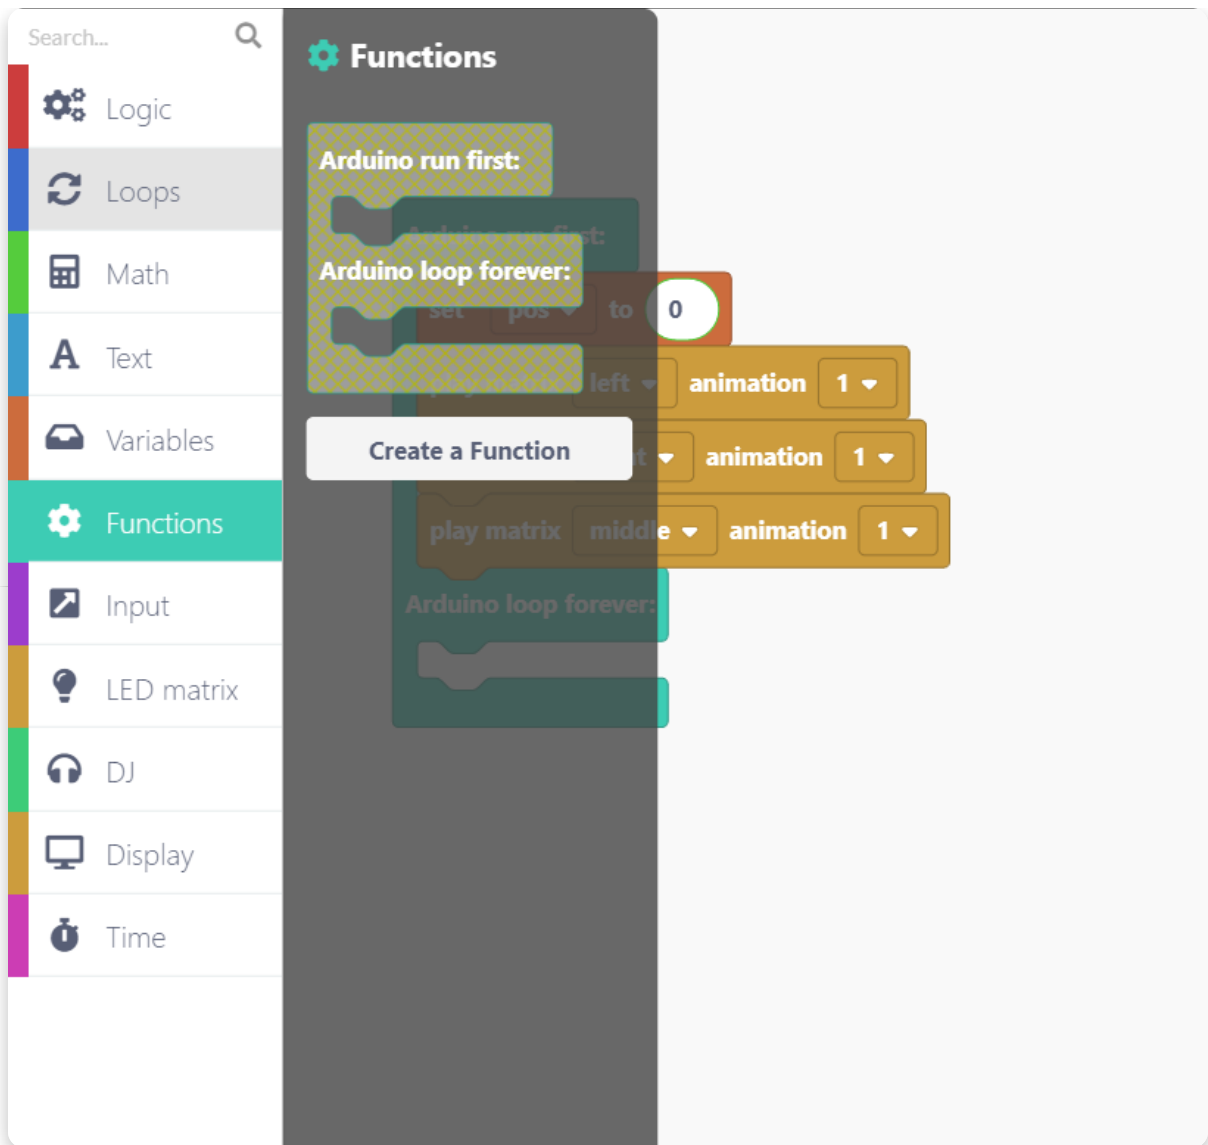 Search...
Logic
Loops
Math
Text
Variables
Functions
Input
LED matrix
DJ
Display
Time
Functions
Arduino run first:
Arduino loop forever:
Create a Function
set pos to 0
left animation 1
animation 1
play matrix middle animation 1
Arduino loop forever: